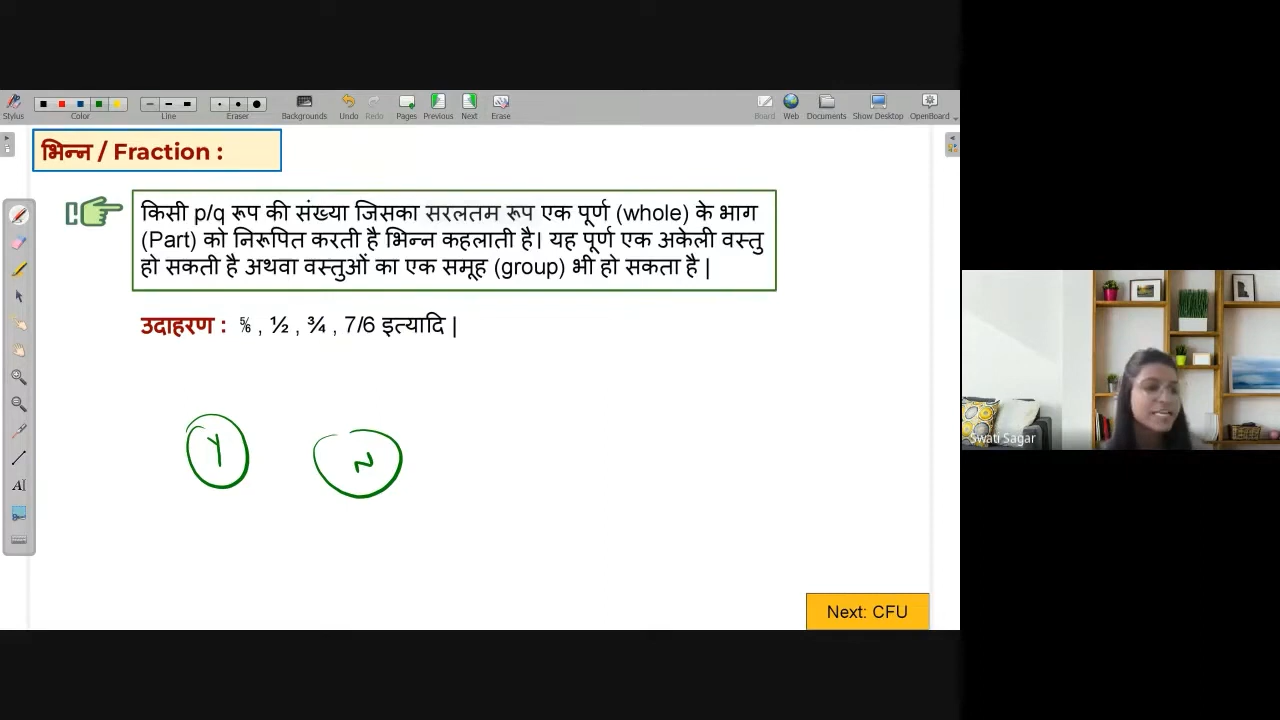 Stylus Color Line Eraser Backgrounds Undo Redo Pages Previous Next Erase Board Web Documents Show Desktop OpenBoard
भिन्न / Fraction :
किसी p/q रूप की संख्या जिसका सरलतम रूप एक पूर्ण (whole) के भाग
(Part) को निरूपित करती है भिन्न कहलाती है। यह पूर्ण एक अकेली वस्तु
हो सकती है अथवा वस्तुओं का एक समूह (group) भी हो सकता है |
उदाहरण : ⅚ , ½ , ¾ , 7/6 इत्यादि |
Y N
Next: CFU
Swati Sagar